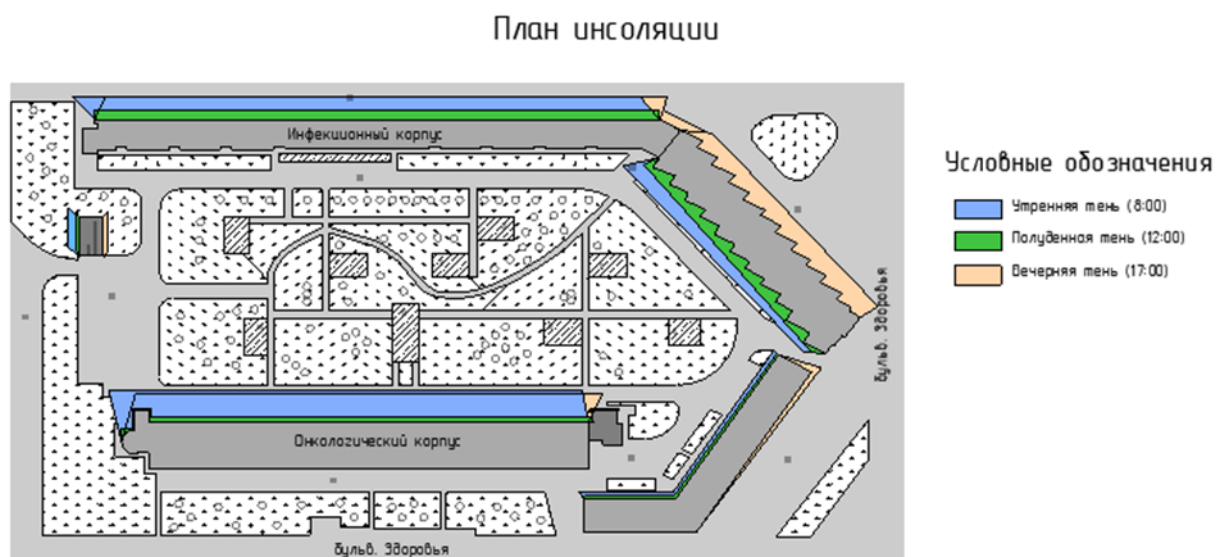 План инсоляции
Инфекционный корпус
Условные обозначения
Утренняя тень (8:00)
Полуденная тень (12:00)
Вечерняя тень (17:00)
бульв. Здоровья
Онкологический корпус
бульв. Здоровья